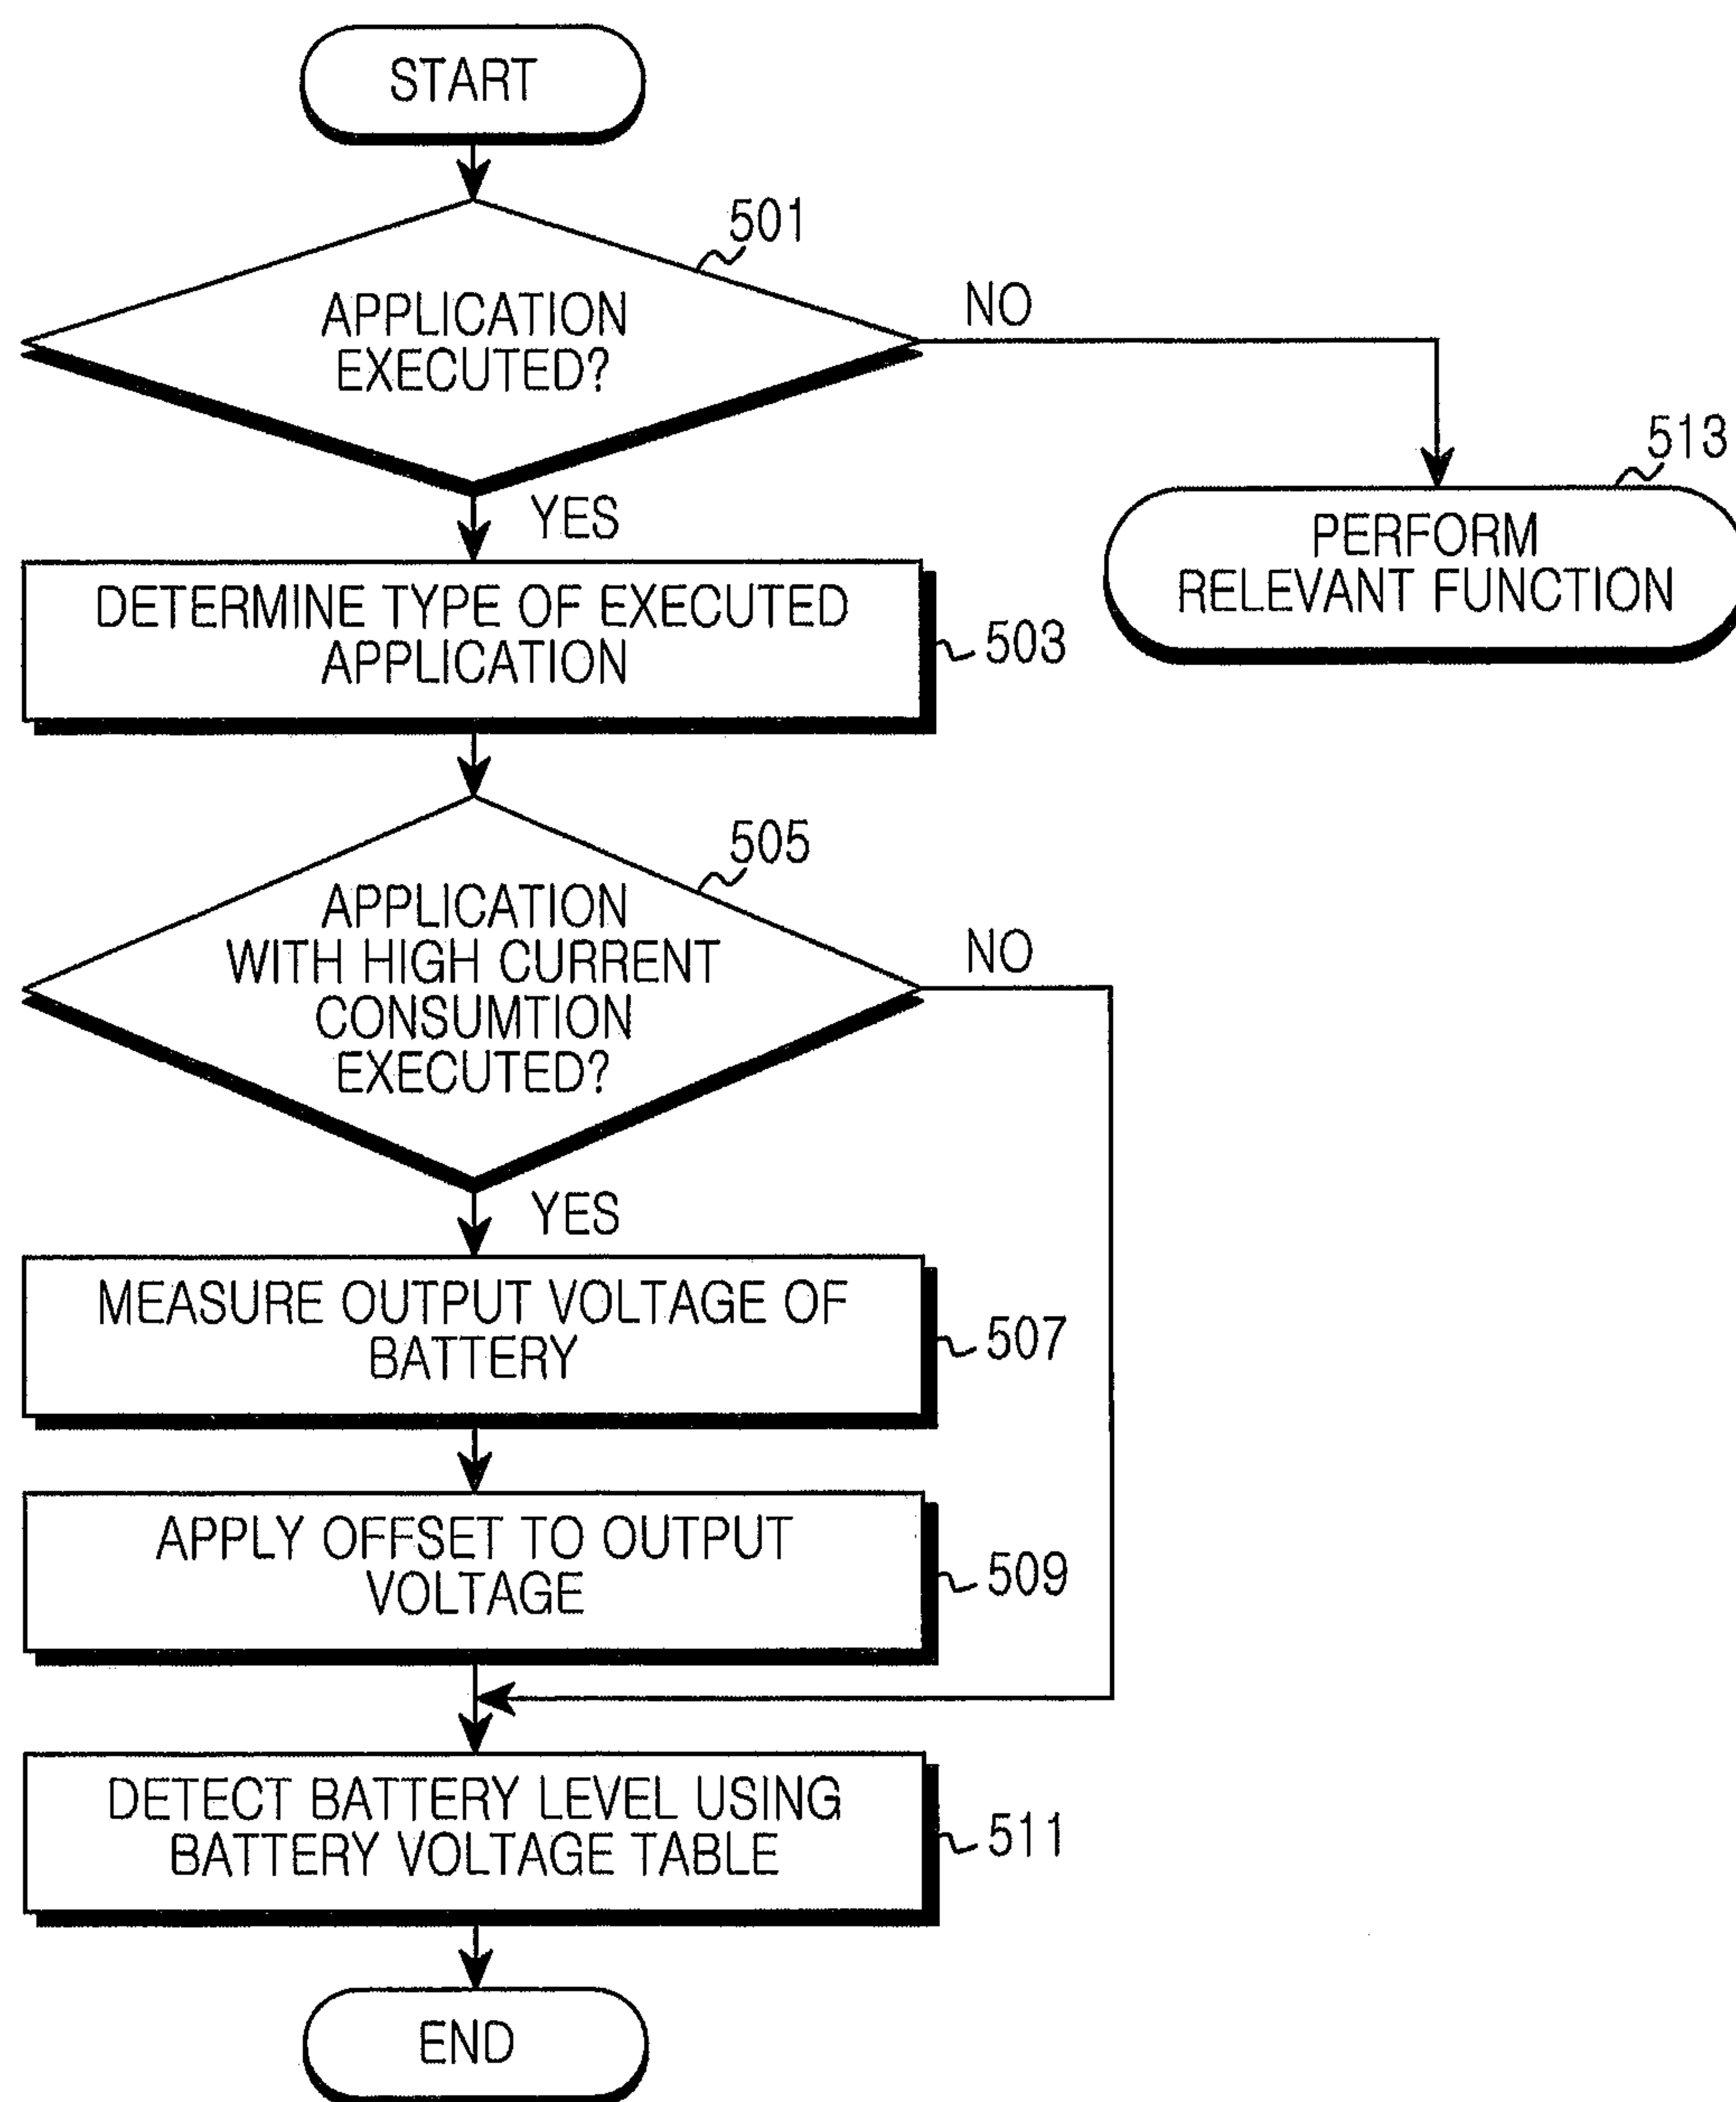 START
501
APPLICATION
EXECUTED?
NO
YES
513
PERFORM
RELEVANT FUNCTION
DETERMINE TYPE OF EXECUTED
APPLICATION
503
505
APPLICATION
WITH HIGH CURRENT
CONSUMTION
EXECUTED?
NO
YES
MEASURE OUTPUT VOLTAGE OF
BATTERY
507
APPLY OFFSET TO OUTPUT
VOLTAGE
509
DETECT BATTERY LEVEL USING
BATTERY VOLTAGE TABLE
511
END